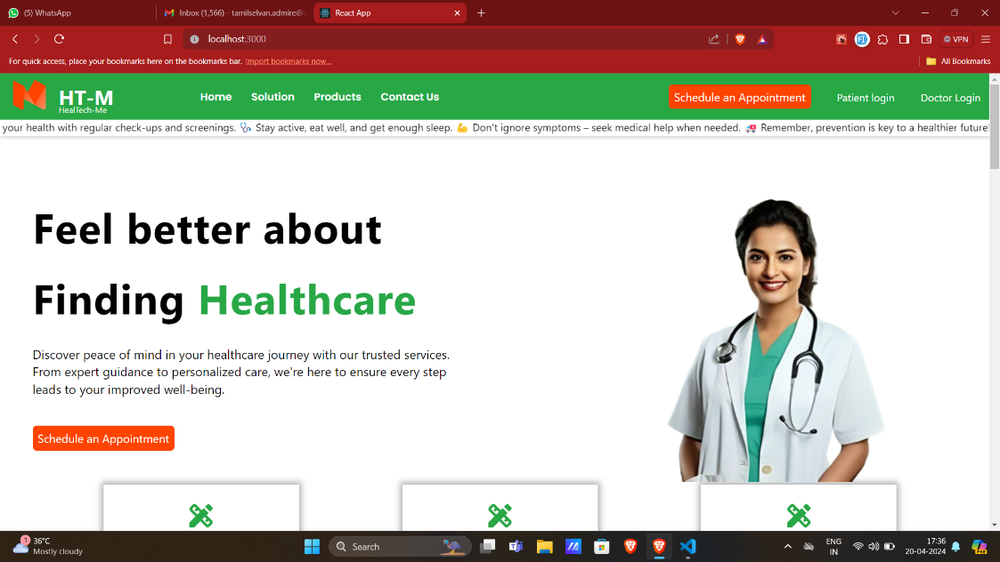 (5) WhatsApp
Inbox (1,566) - tamilselvan.admire@
React App
localhost:3000
VPN
For quick access, place your bookmarks here on the bookmarks bar. Import bookmarks now...
All Bookmarks
HT-M
HealTech-Me
Home Solution Products Contact Us
Schedule an Appointment
Patient login
Doctor Login
your health with regular check-ups and screenings. 🩺 Stay active, eat well, and get enough sleep. 💪 Don't ignore symptoms – seek medical help when needed. 🚑 Remember, prevention is key to a healthier future!
Feel better about
Finding Healthcare
Discover peace of mind in your healthcare journey with our trusted services.
From expert guidance to personalized care, we're here to ensure every step
leads to your improved well-being.
Schedule an Appointment
1
36°C
Mostly cloudy
Search
ENG
IN
17:36
20-04-2024